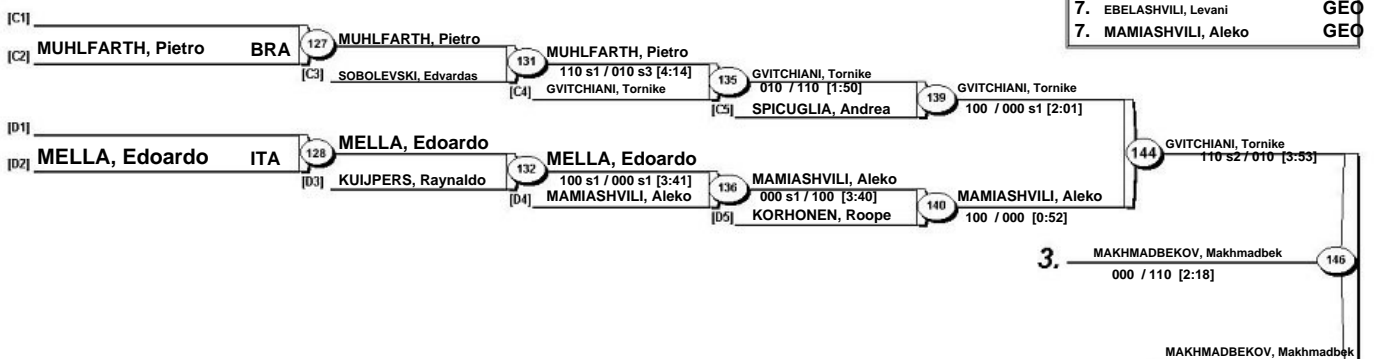 7. EBELASHVILI, Levani GEO
7. MAMIASHVILI, Aleko GEO
[C1]
[C2] MUHLFARTH, Pietro BRA 127 MUHLFARTH, Pietro
[C3] SOBOLEVSKI, Edvardas
131 MUHLFARTH, Pietro
110 s1 / 010 s3 [4:14]
[C4] GVITCHIANI, Tornike
135 GVITCHIANI, Tornike
010 / 110 [1:50]
[C5] SPICUGLIA, Andrea
139 GVITCHIANI, Tornike
100 / 000 s1 [2:01]
[D1]
[D2] MELLA, Edoardo ITA 128 MELLA, Edoardo
[D3] KUIJPERS, Raynaldo
132 MELLA, Edoardo
100 s1 / 000 s1 [3:41]
[D4] MAMIASHVILI, Aleko
136 MAMIASHVILI, Aleko
000 s1 / 100 [3:40]
[D5] KORHONEN, Roope
140 MAMIASHVILI, Aleko
100 / 000 [0:52]
144 GVITCHIANI, Tornike
110 s2 / 010 [3:53]
3. MAKHMADBEKOV, Makhmadbek 146
000 / 110 [2:18]
MAKHMADBEKOV, Makhmadbek